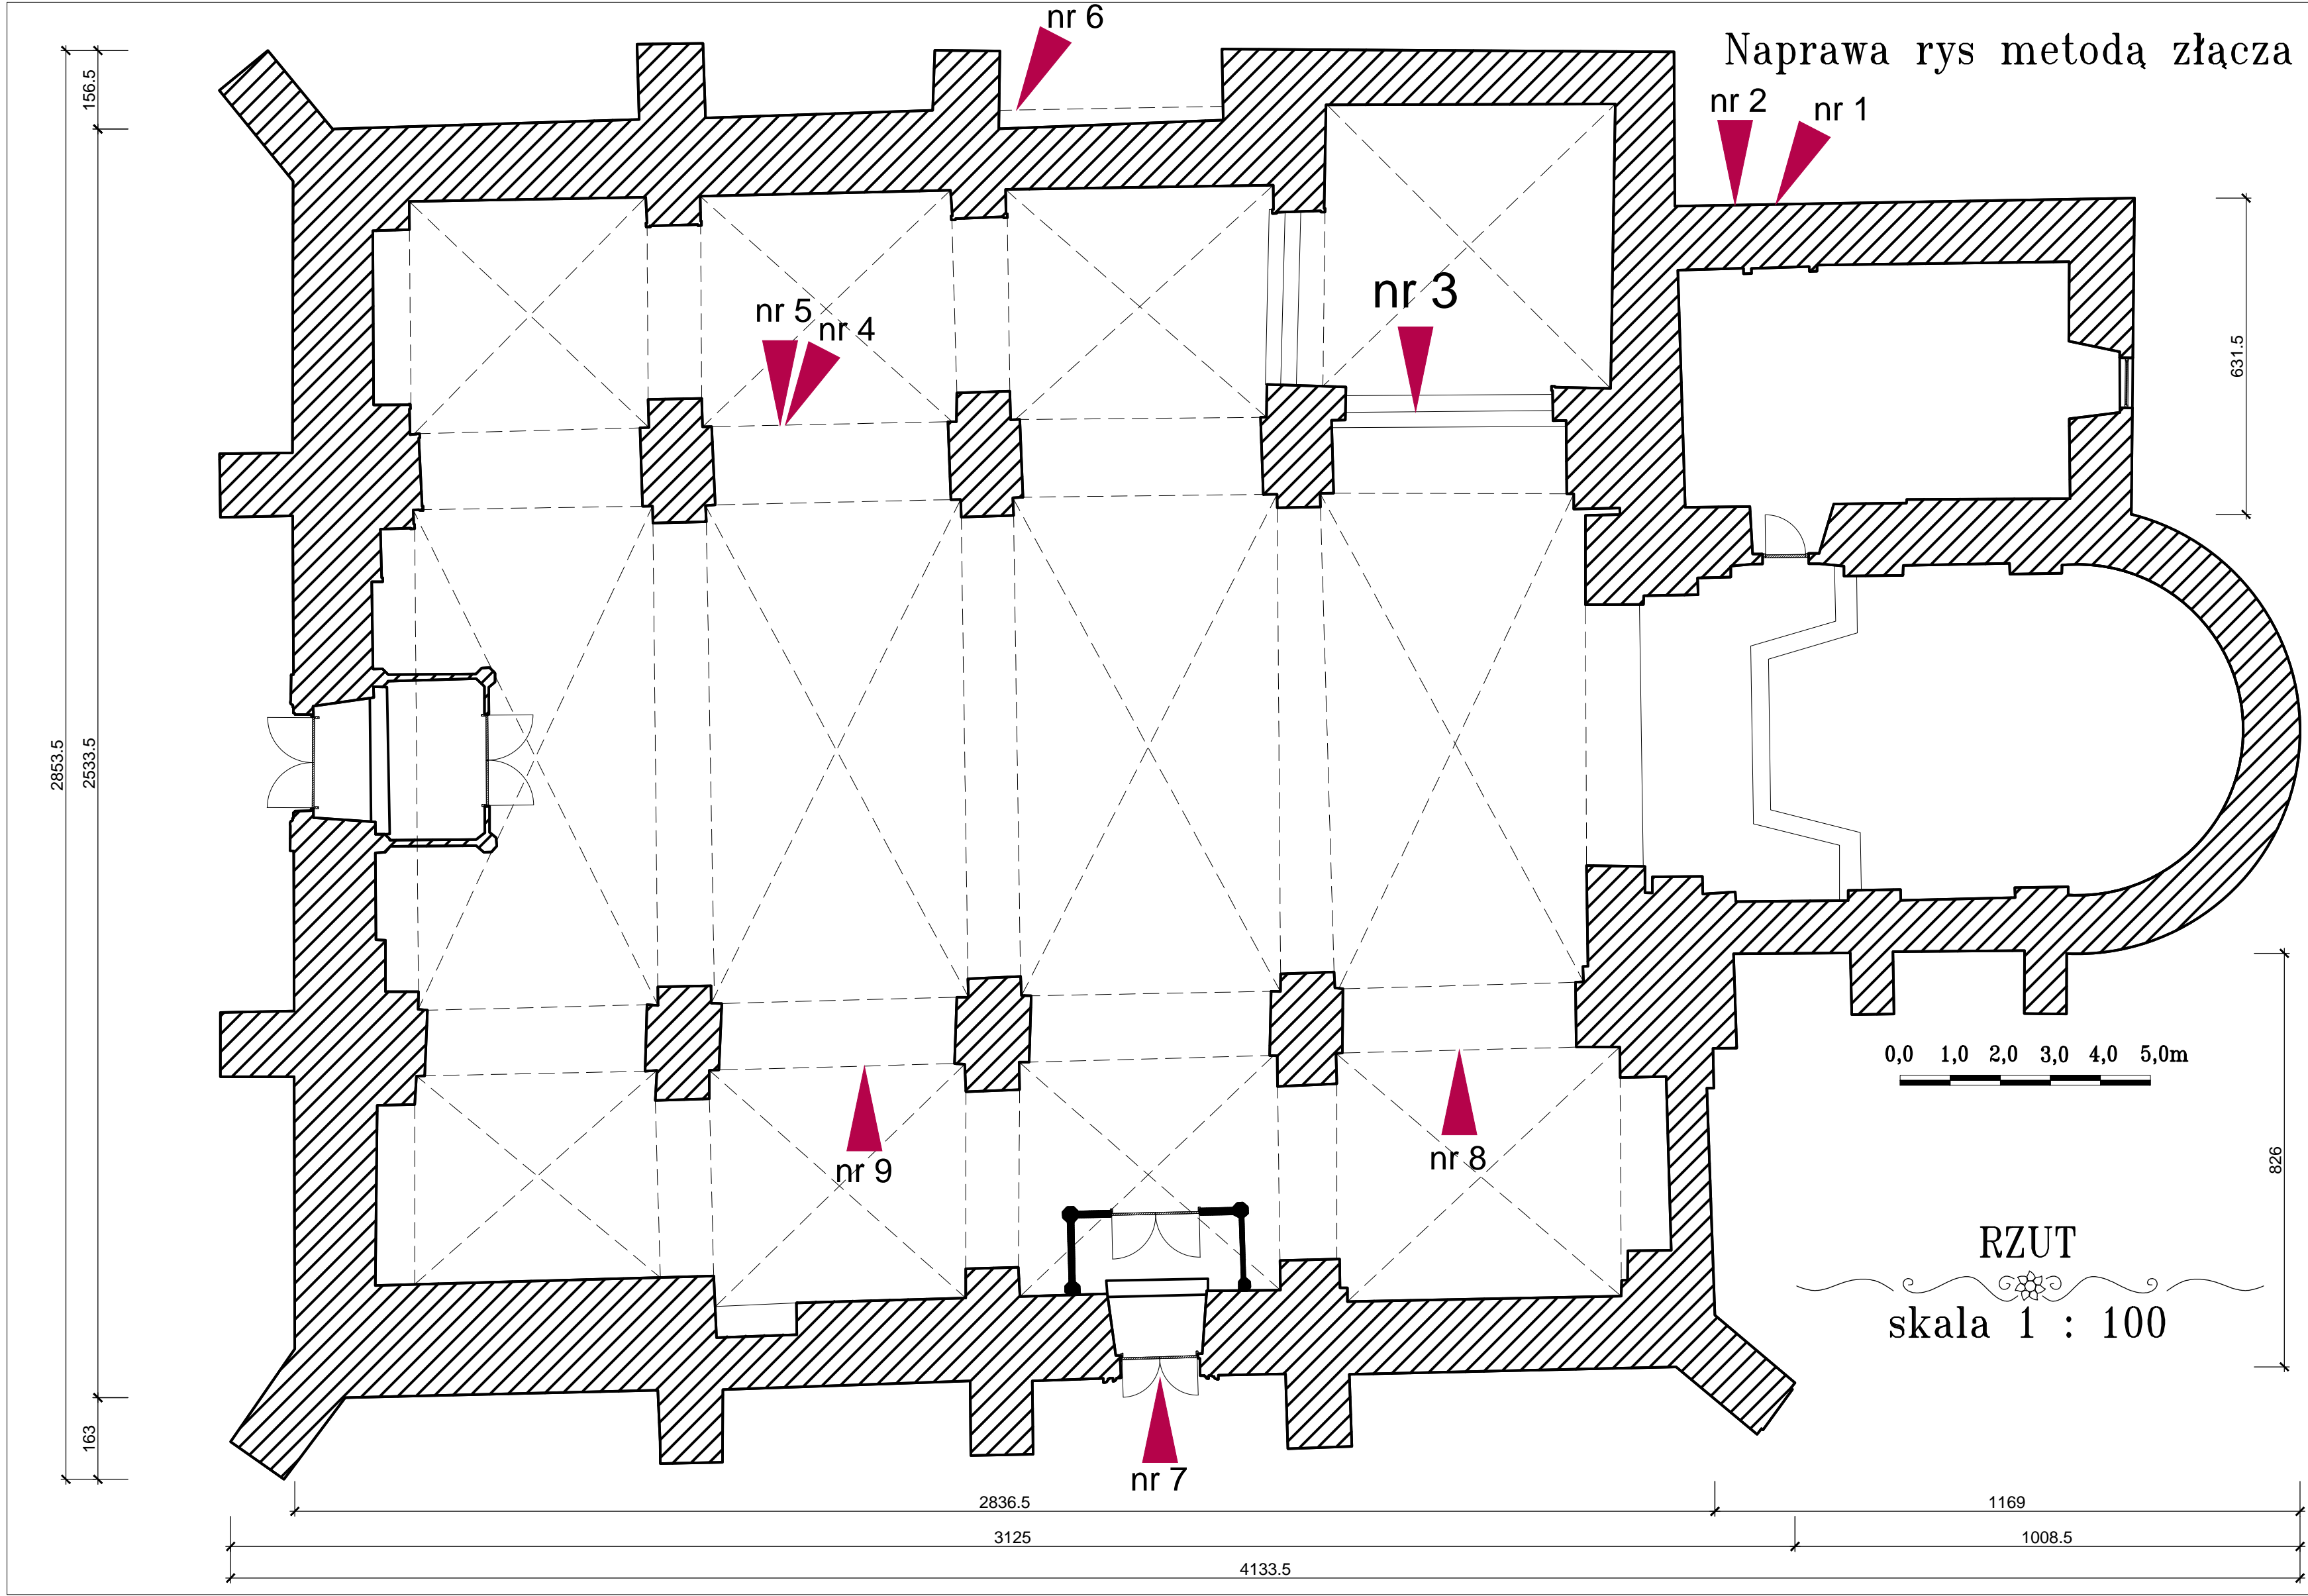 nr 6
Naprawa rys metodą złącza
nr 2
nr 1
156.5
nr 3
nr 5
nr 4
631.5
2853.5
2533.5
0,0 1,0 2,0 3,0 4,0 5,0m
nr 9
nr 8
826
RZUT
skala 1 : 100
163
nr 7
2836.5
1169
3125
1008.5
4133.5